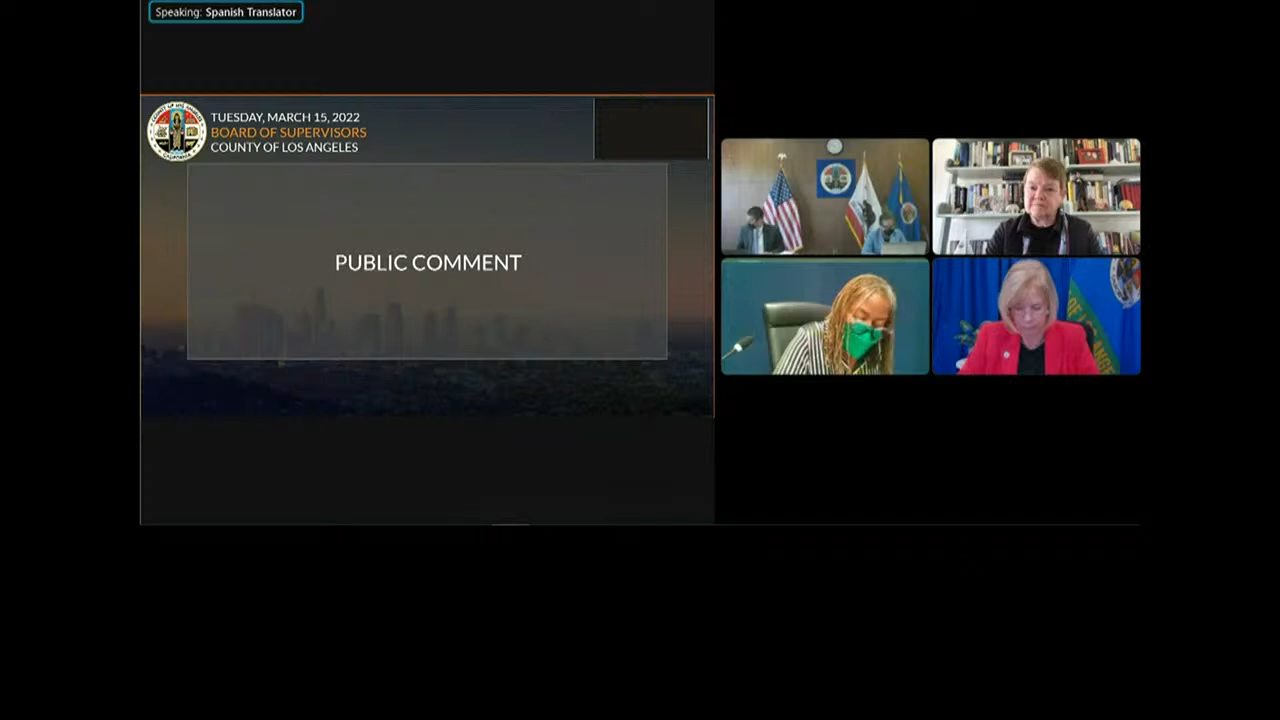 Speaking: Spanish Translator
TUESDAY, MARCH 15, 2022
BOARD OF SUPERVISORS
COUNTY OF LOS ANGELES
PUBLIC COMMENT